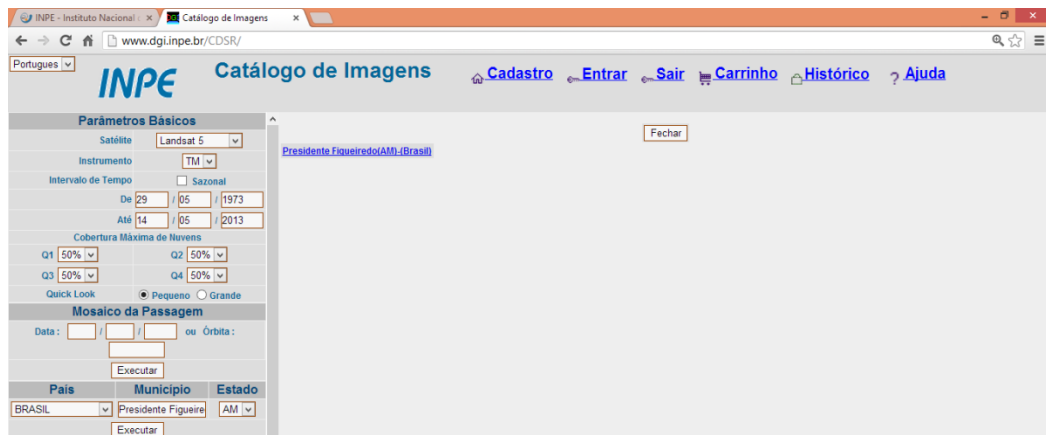 INPE - Instituto Nacional
Catálogo de Imagens
www.dgi.inpe.br/CDSR/
Portugues
INPE
Catálogo de Imagens
Cadastro
Entrar
Sair
Carrinho
Histórico
? Ajuda
Parâmetros Básicos
Satélite Landsat 5
Instrumento TM
Intervalo de Tempo Sazonal
De 29 / 05 / 1973
Até 14 / 05 / 2013
Cobertura Máxima de Nuvens
Q1 50% Q2 50%
Q3 50% Q4 50%
Quick Look Pequeno Grande
Mosaico da Passagem
Data : / / ou Órbita :
Executar
País Município Estado
BRASIL Presidente Figueire AM
Executar
Fechar
Presidente Figueiredo(AM)-(Brasil)